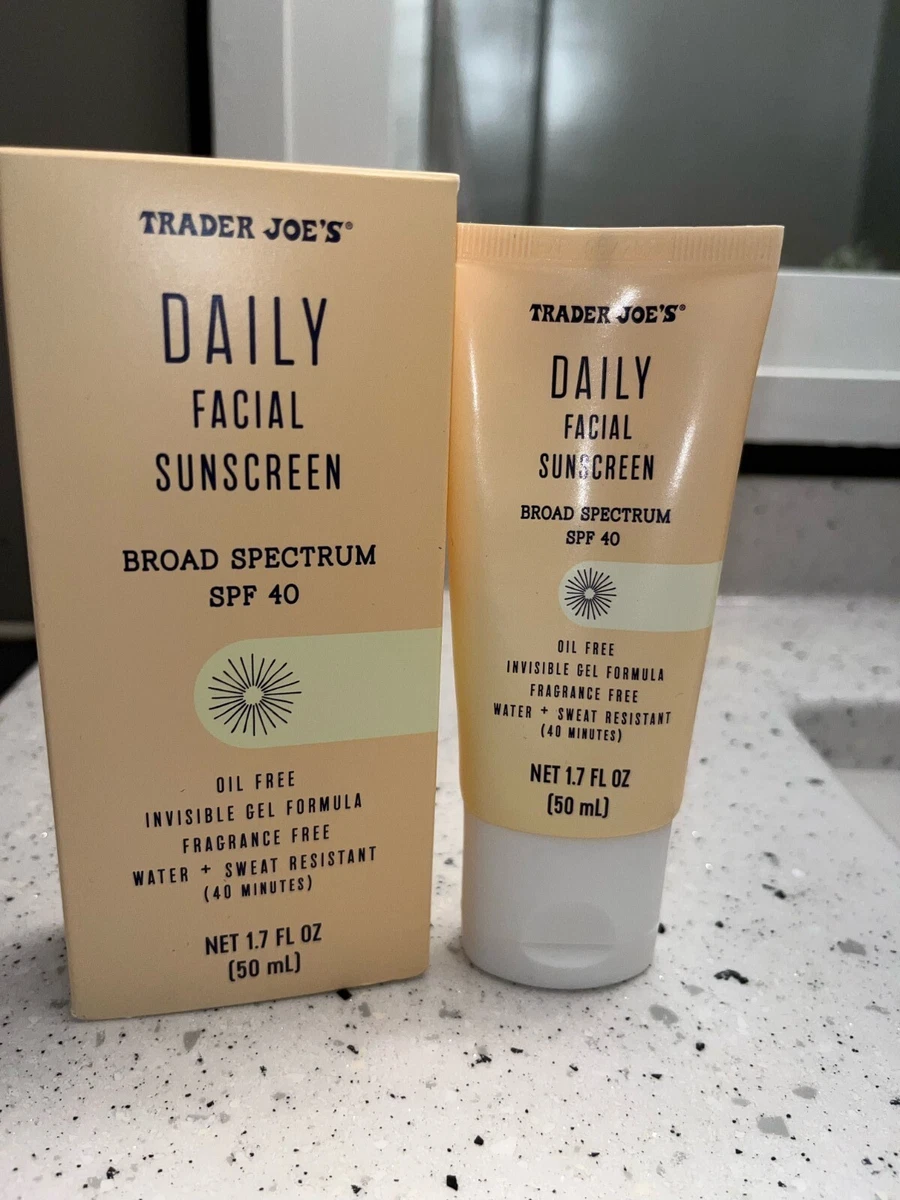 TRADER JOE'S®
DAILY
FACIAL
SUNSCREEN
BROAD SPECTRUM
SPF 40
OIL FREE
INVISIBLE GEL FORMULA
FRAGRANCE FREE
WATER + SWEAT RESISTANT
(40 MINUTES)
NET 1.7 FL OZ
(50 mL)
TRADER JOE'S®
DAILY
FACIAL
SUNSCREEN
BROAD SPECTRUM
SPF 40
OIL FREE
INVISIBLE GEL FORMULA
FRAGRANCE FREE
WATER + SWEAT RESISTANT
(40 MINUTES)
NET 1.7 FL OZ
(50 mL)